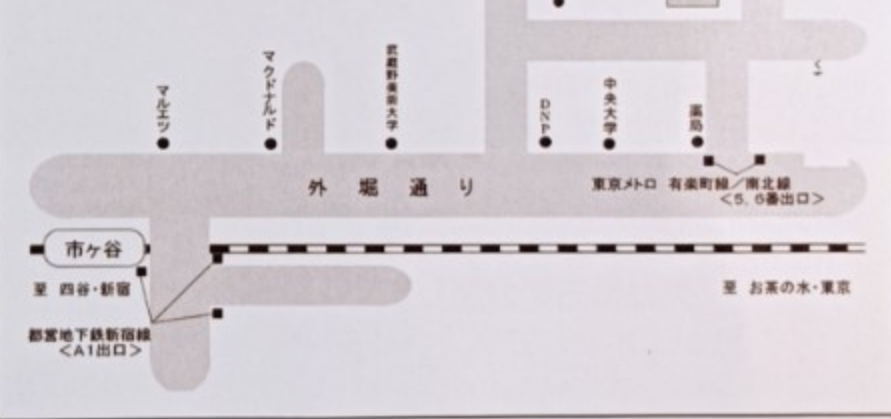 マルエツ
マクドナルド
武蔵野美術大学
DNP
中央大学
薬局
外堀通り
東京メトロ 有楽町線/南北線
<5, 6番出口>
市ヶ谷
至 四谷・新宿
至 お茶の水・東京
都営地下鉄新宿線
<A1出口>